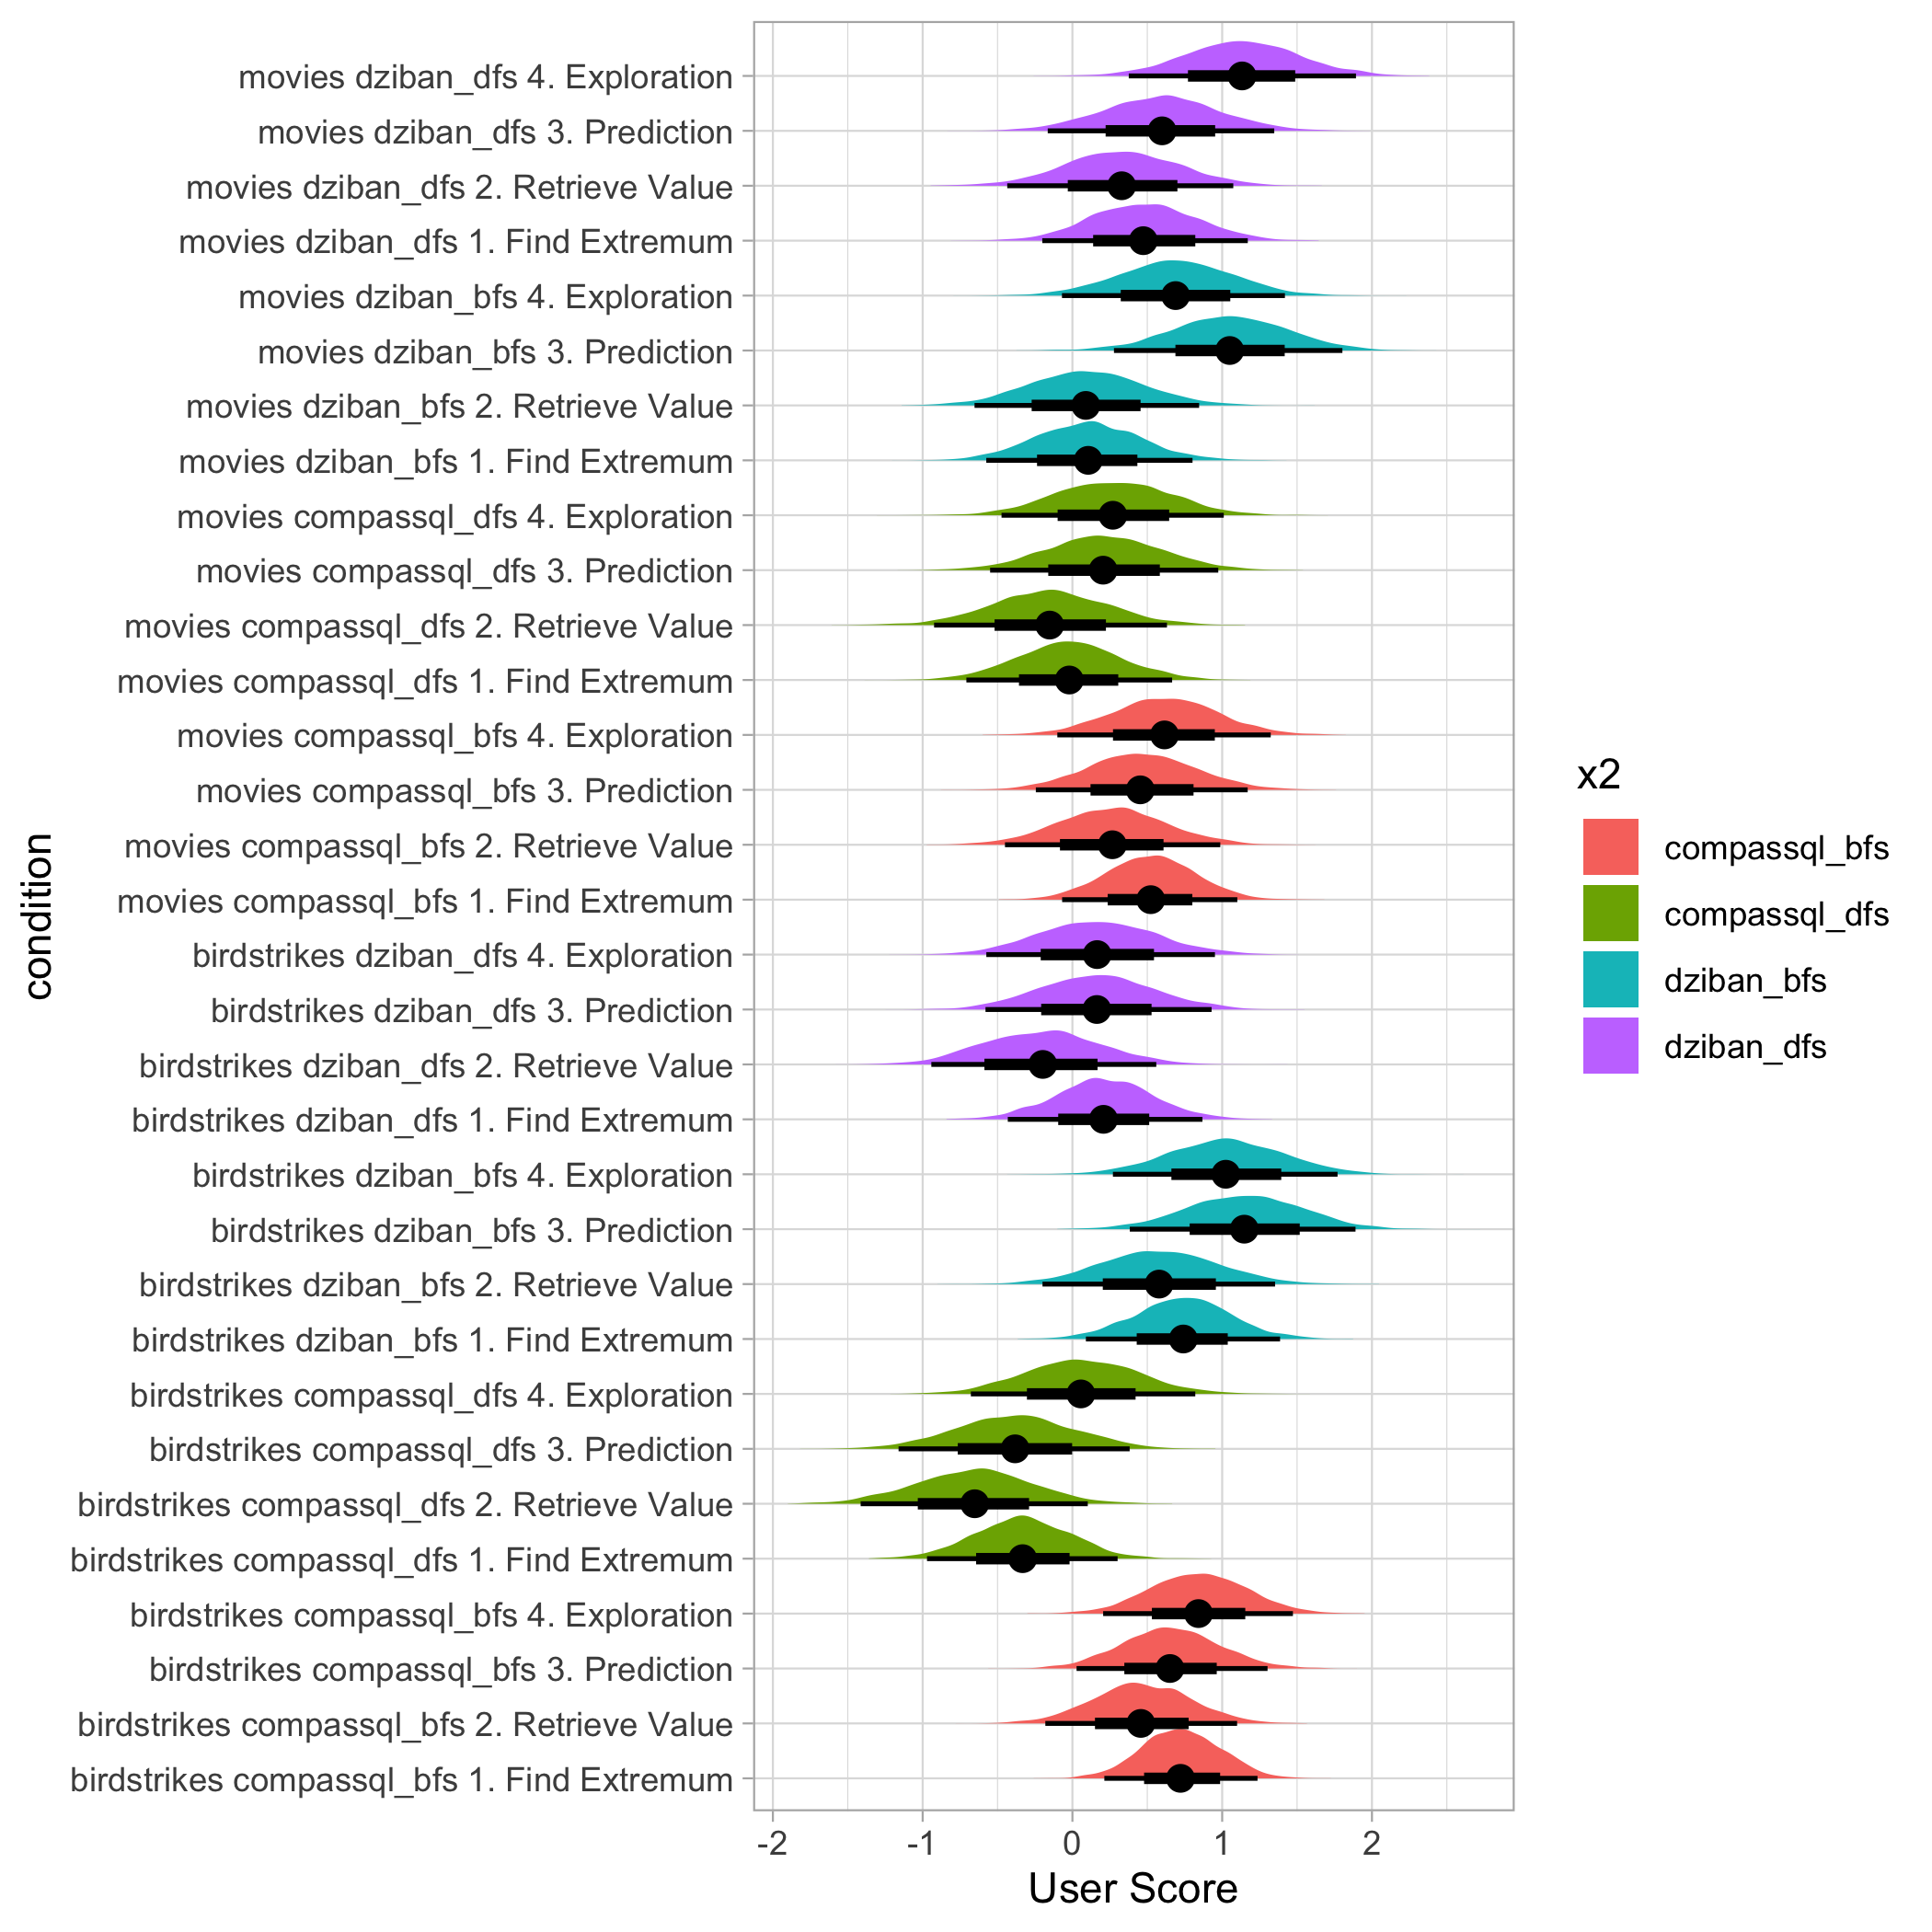 movies dziban_dfs 4. Exploration
movies dziban_dfs 3. Prediction
movies dziban_dfs 2. Retrieve Value
movies dziban_dfs 1. Find Extremum
movies dziban_bfs 4. Exploration
movies dziban_bfs 3. Prediction
movies dziban_bfs 2. Retrieve Value
movies dziban_bfs 1. Find Extremum
movies compassql_dfs 4. Exploration
movies compassql_dfs 3. Prediction
movies compassql_dfs 2. Retrieve Value
movies compassql_dfs 1. Find Extremum
movies compassql_bfs 4. Exploration
movies compassql_bfs 3. Prediction
movies compassql_bfs 2. Retrieve Value
movies compassql_bfs 1. Find Extremum
birdstrikes dziban_dfs 4. Exploration
birdstrikes dziban_dfs 3. Prediction
birdstrikes dziban_dfs 2. Retrieve Value
birdstrikes dziban_dfs 1. Find Extremum
birdstrikes dziban_bfs 4. Exploration
birdstrikes dziban_bfs 3. Prediction
birdstrikes dziban_bfs 2. Retrieve Value
birdstrikes dziban_bfs 1. Find Extremum
birdstrikes compassql_dfs 4. Exploration
birdstrikes compassql_dfs 3. Prediction
birdstrikes compassql_dfs 2. Retrieve Value
birdstrikes compassql_dfs 1. Find Extremum
birdstrikes compassql_bfs 4. Exploration
birdstrikes compassql_bfs 3. Prediction
birdstrikes compassql_bfs 2. Retrieve Value
birdstrikes compassql_bfs 1. Find Extremum
condition
-2 -1 0 1 2
User Score
x2
compassql_bfs
compassql_dfs
dziban_bfs
dziban_dfs